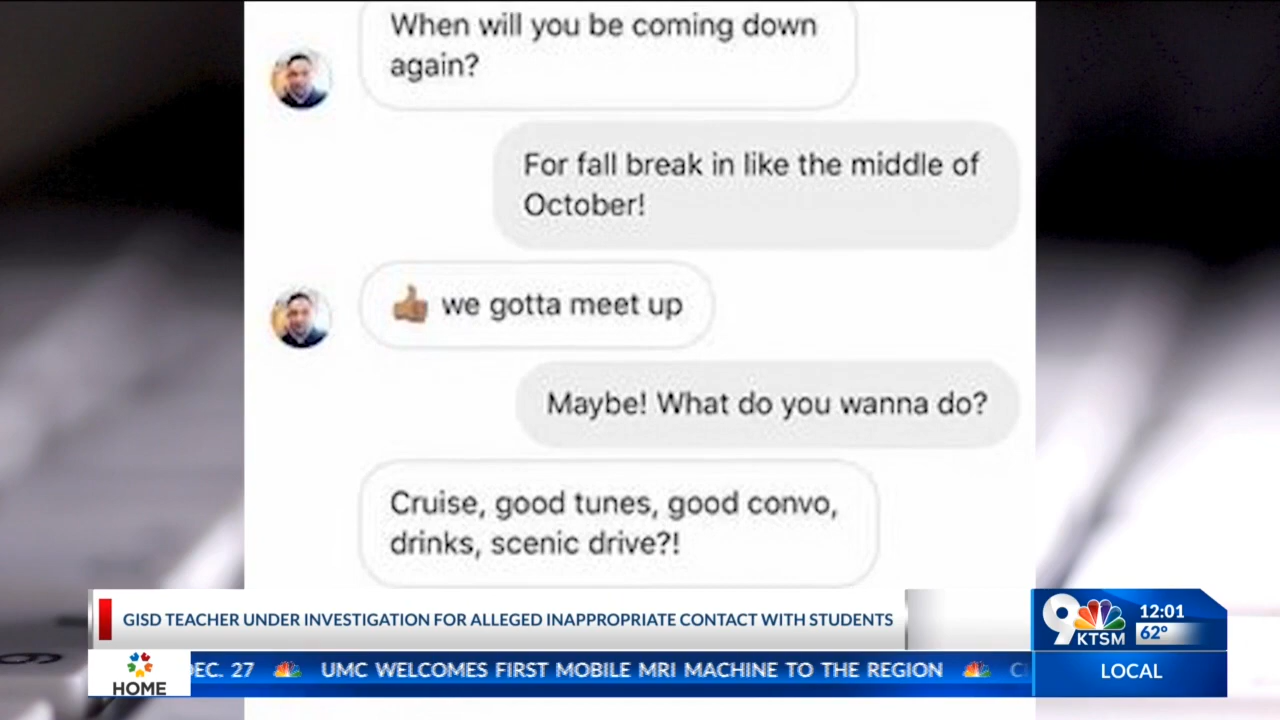 When will you be coming down
again?
For fall break in like the middle of
October!
👍🏽 we gotta meet up
Maybe! What do you wanna do?
Cruise, good tunes, good convo,
drinks, scenic drive?!
GISD TEACHER UNDER INVESTIGATION FOR ALLEGED INAPPROPRIATE CONTACT WITH STUDENTS
9 KTSM
12:01
62°
HOME
DEC. 27 UMC WELCOMES FIRST MOBILE MRI MACHINE TO THE REGION
LOCAL